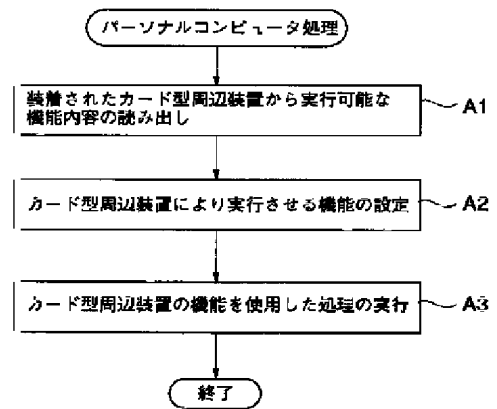 パーソナルコンピュータ処理
装着されたカード型周辺装置から実行可能な
機能内容の読み出し
A1
カード型周辺装置により実行させる機能の設定
A2
カード型周辺装置の機能を使用した処理の実行
A3
終了